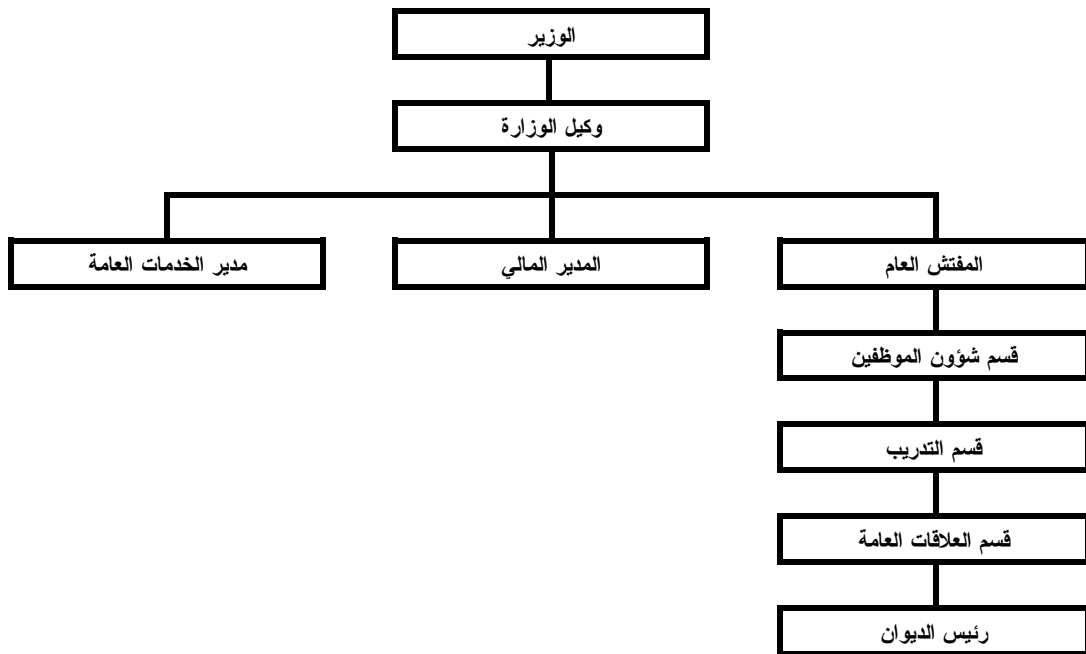 الوزير
وكيل الوزارة
المفتش العام
المدير المالي
مدير الخدمات العامة
قسم شؤون الموظفين
قسم التدريب
قسم العلاقات العامة
رئيس الديوان